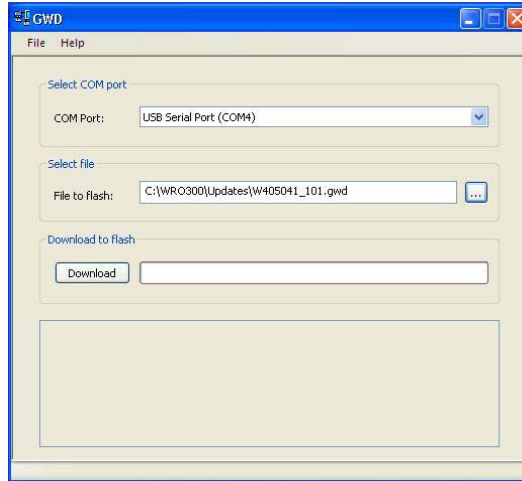 GWD
File Help
Select COM port
COM Port: USB Serial Port (COM4)
Select file
File to flash: C:\WRO300\Updates\W405041_101.gwd ...
Download to flash
Download